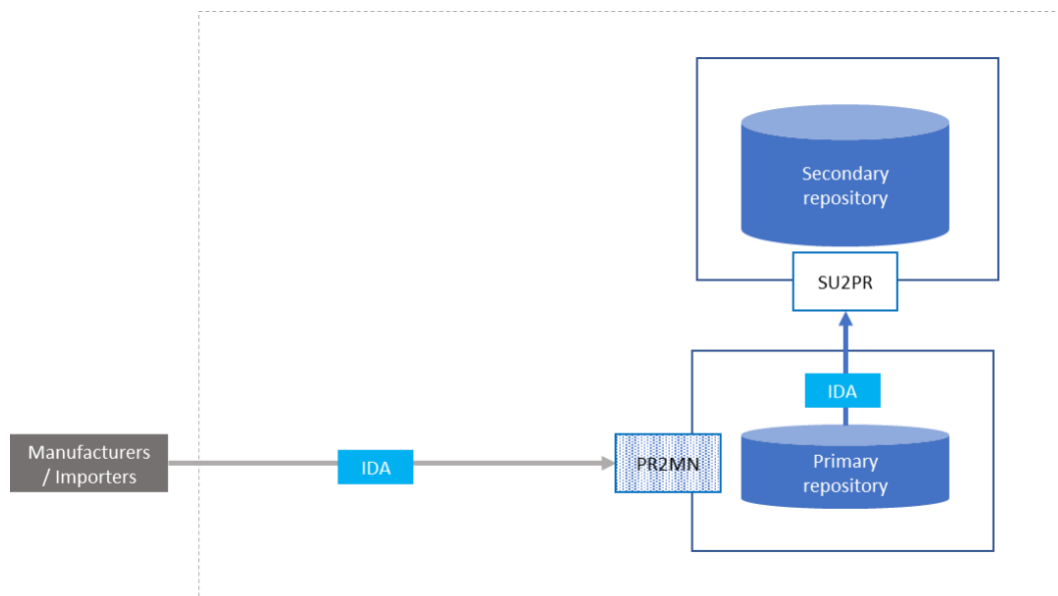 Secondary
repository
SU2PR
IDA
Manufacturers
/ Importers
IDA
PR2MN
Primary
repository